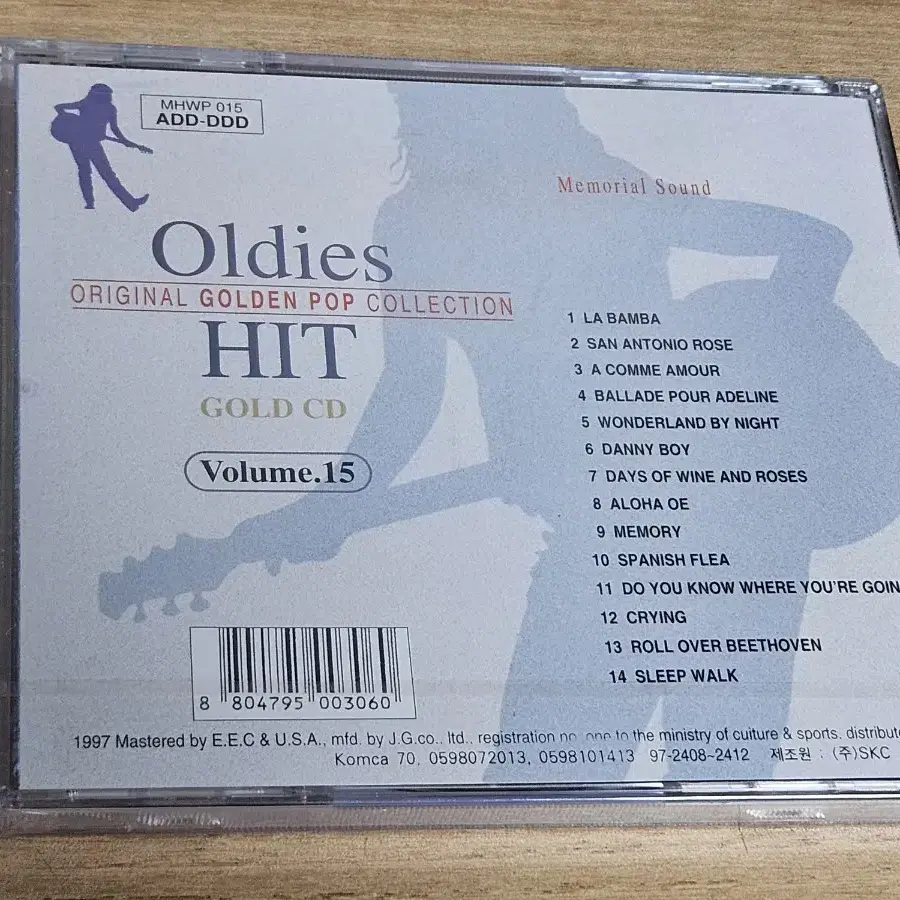 MHWP 015
ADD-DDD
Memorial Sound
Oldies
ORIGINAL GOLDEN POP COLLECTION
HIT
GOLD CD
Volume.15
1 LA BAMBA
2 SAN ANTONIO ROSE
3 A COMME AMOUR
4 BALLADE POUR ADELINE
5 WONDERLAND BY NIGHT
6 DANNY BOY
7 DAYS OF WINE AND ROSES
8 ALOHA OE
9 MEMORY
10 SPANISH FLEA
11 DO YOU KNOW WHERE YOU'RE GOIN
12 CRYING
13 ROLL OVER BEETHOVEN
14 SLEEP WALK
8 804795 003060
1997 Mastered by E.E.C & U.S.A., mfd. by J.G.co.. ltd., registration no. one to the ministry of culture & sports. distribut
Komca 70, 0598072013, 0598101413 97-2408~2412 제조원 : (주)SKC